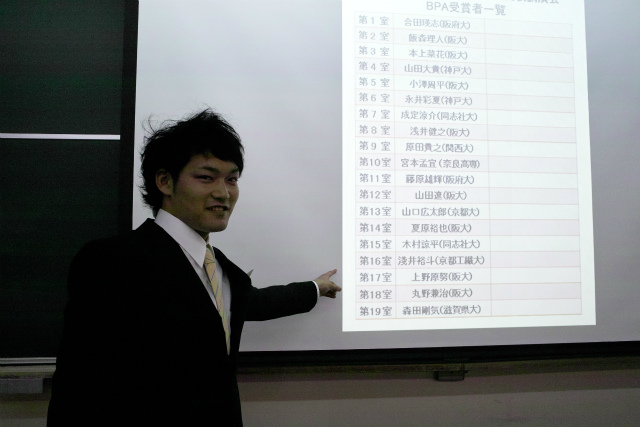 BPA受賞者一覧
第1室 合田瑛志(阪府大)
第2室 飯森理人(阪大)
第3室 本上菜花(阪大)
第4室 山田大貴(神戸大)
第5室 小澤周平(阪大)
第6室 永井彩夏(神戸大)
第7室 成定涼介(同志社大)
第8室 浅井健之(阪大)
第9室 原田貴之(関西大)
第10室 宮本孟宜(奈良高専)
第11室 藤原雄輝(阪府大)
第12室 山田遼(阪大)
第13室 山口広太郎(京都大)
第14室 夏原裕也(阪大)
第15室 木村諒平(同志社大)
第16室 浅井裕斗(京都工繊大)
第17室 上野原努(阪大)
第18室 丸野兼治(阪大)
第19室 森田剛気(滋賀県大)